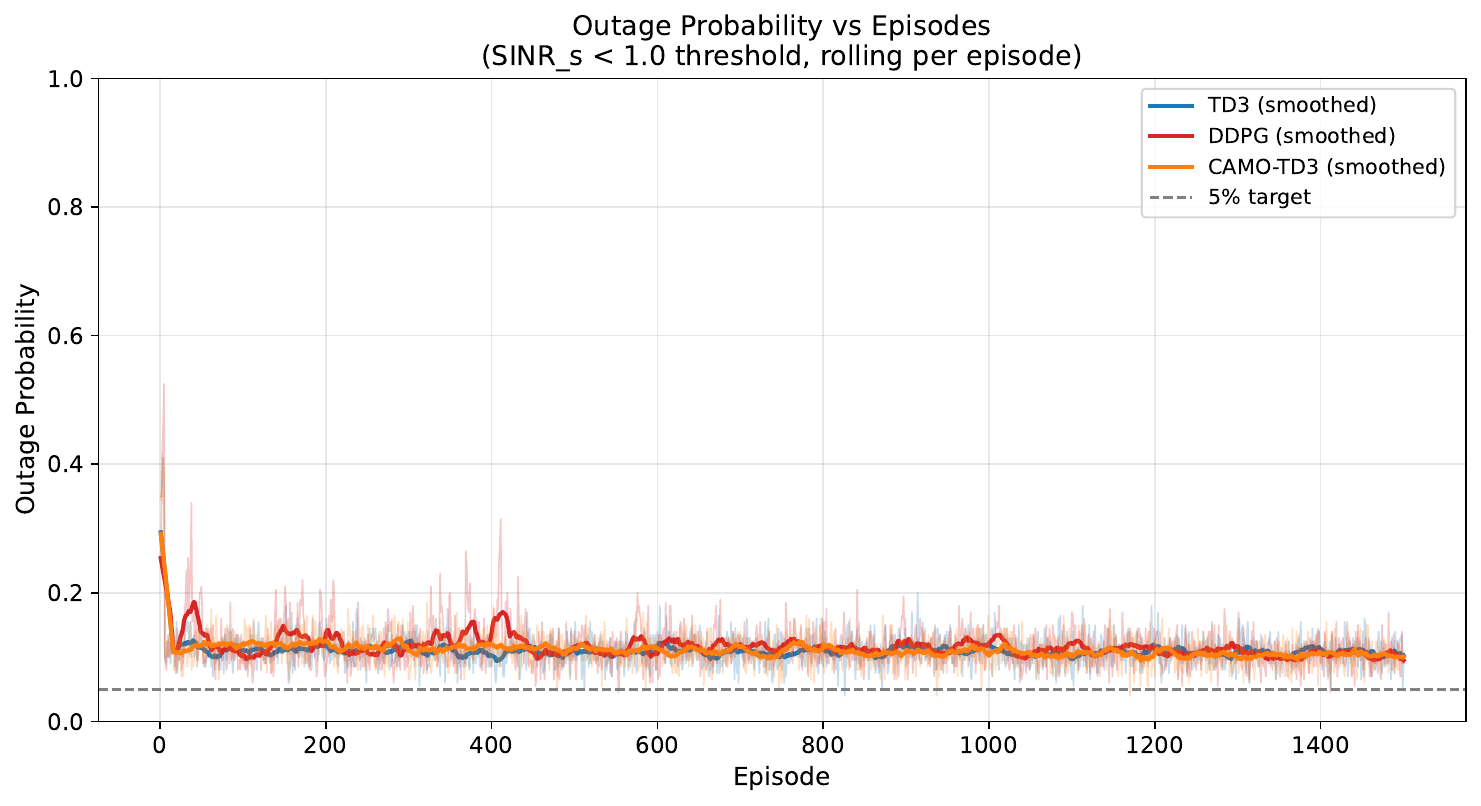 Outage Probability vs Episodes
(SINR_s < 1.0 threshold, rolling per episode)
TD3 (smoothed)
DDPG (smoothed)
CAMO-TD3 (smoothed)
5% target
Outage Probability
1.0
0.8
0.6
0.4
0.2
0.0
0 200 400 600 800 1000 1200 1400
Episode